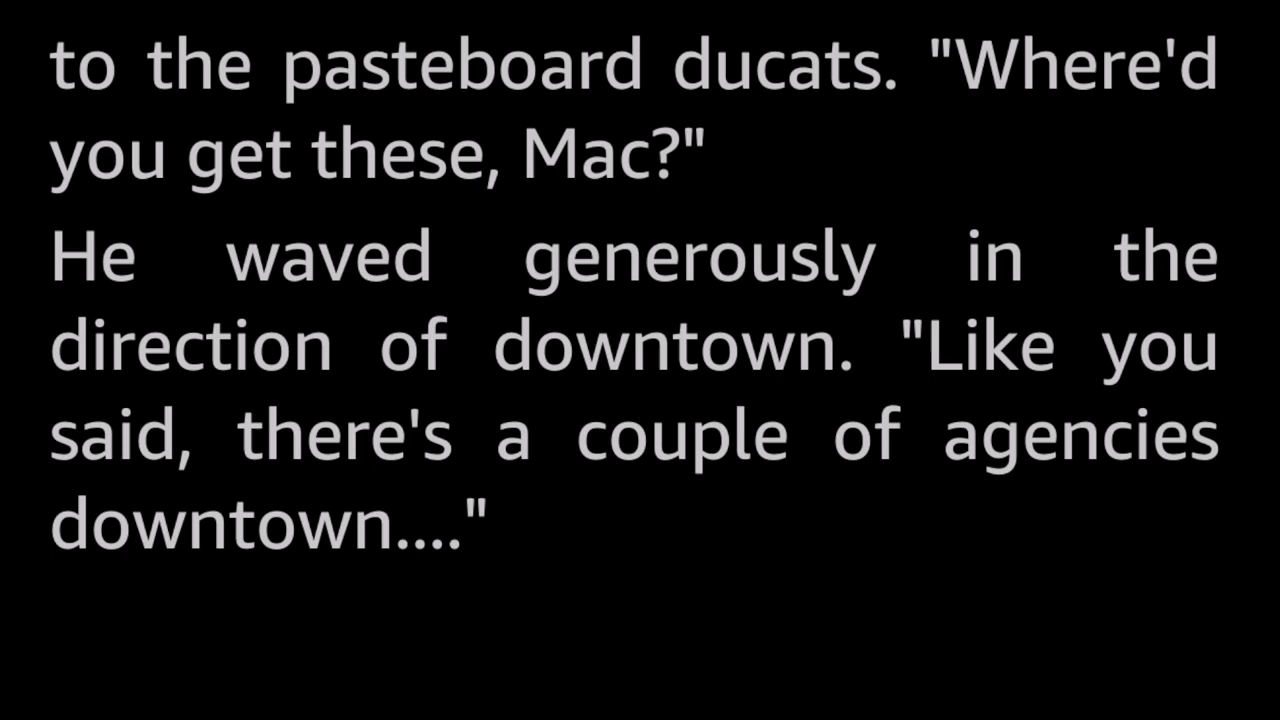 to the pasteboard ducats. "Where'd
you get these, Mac?"
He waved generously in the
direction of downtown. "Like you
said, there's a couple of agencies
downtown...."